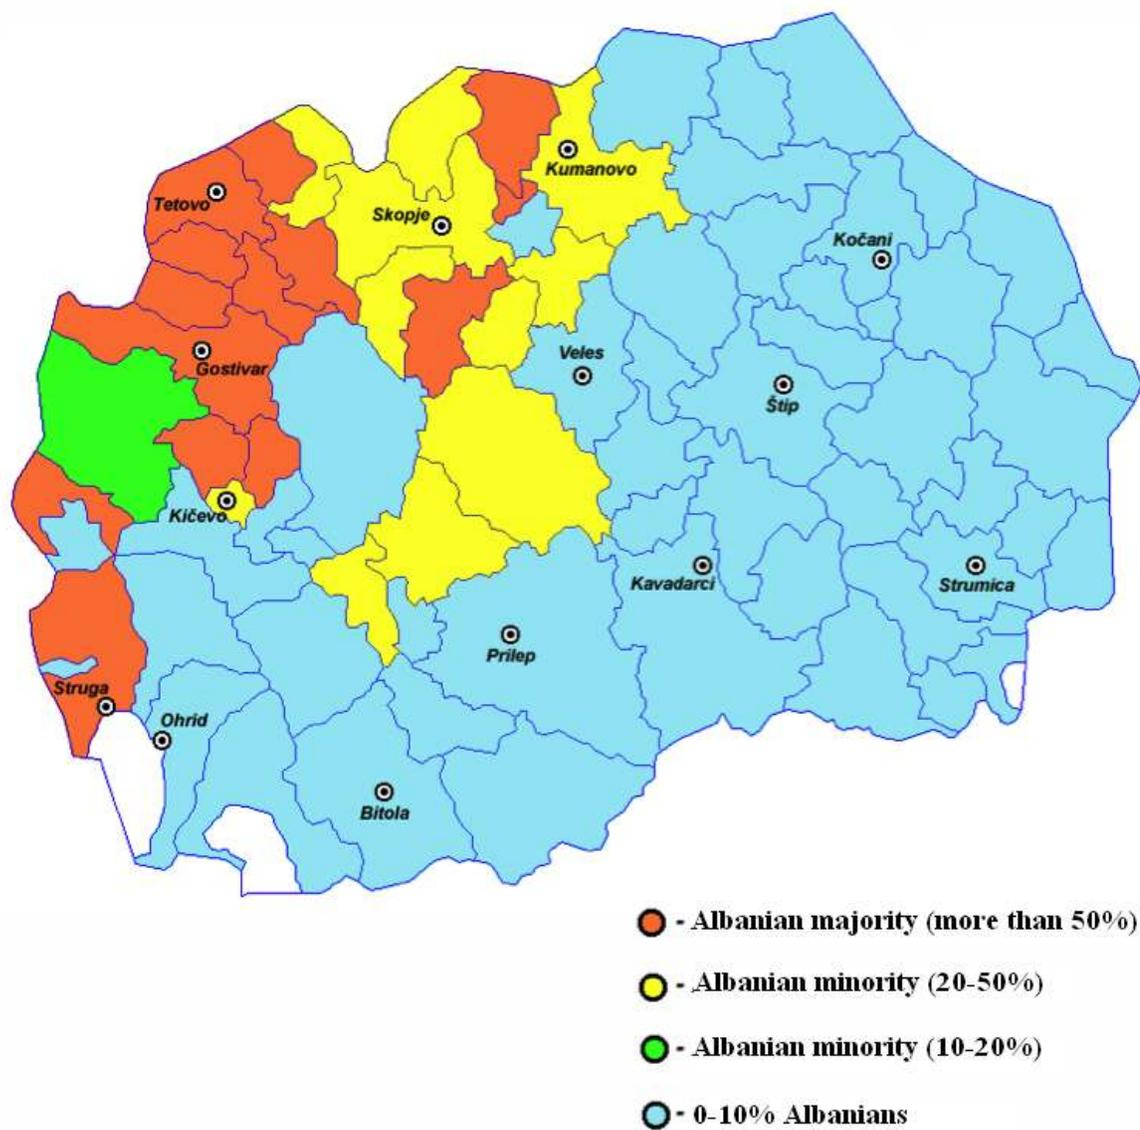 Kumanovo
Tetovo
Skopje
Kočani
Veles
Gostivar
Štip
Kičevo
Kavadarci
Strumica
Prilep
Struga
Ohrid
Bitola
- Albanian majority (more than 50%)
- Albanian minority (20-50%)
- Albanian minority (10-20%)
- 0-10% Albanians